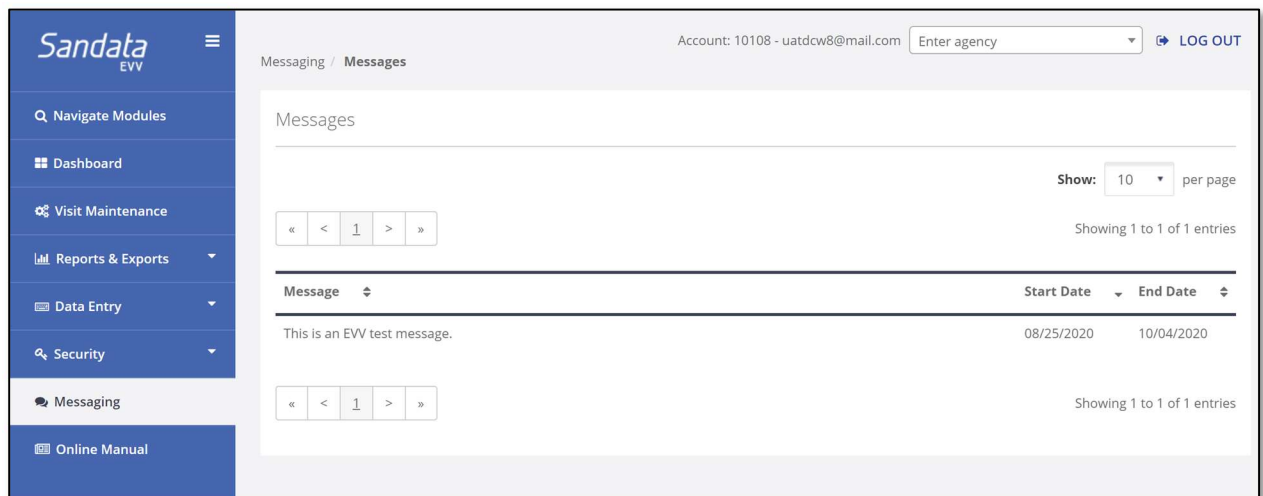 Sandata
EVV
Account: 10108 - uatdcw8@mail.com Enter agency LOG OUT
Messaging / Messages
Navigate Modules
Dashboard
Visit Maintenance
Reports & Exports
Data Entry
Security
Messaging
Online Manual
Messages
Show: 10 per page
« < 1 > » Showing 1 to 1 of 1 entries
Message Start Date End Date
This is an EVV test message. 08/25/2020 10/04/2020
« < 1 > » Showing 1 to 1 of 1 entries